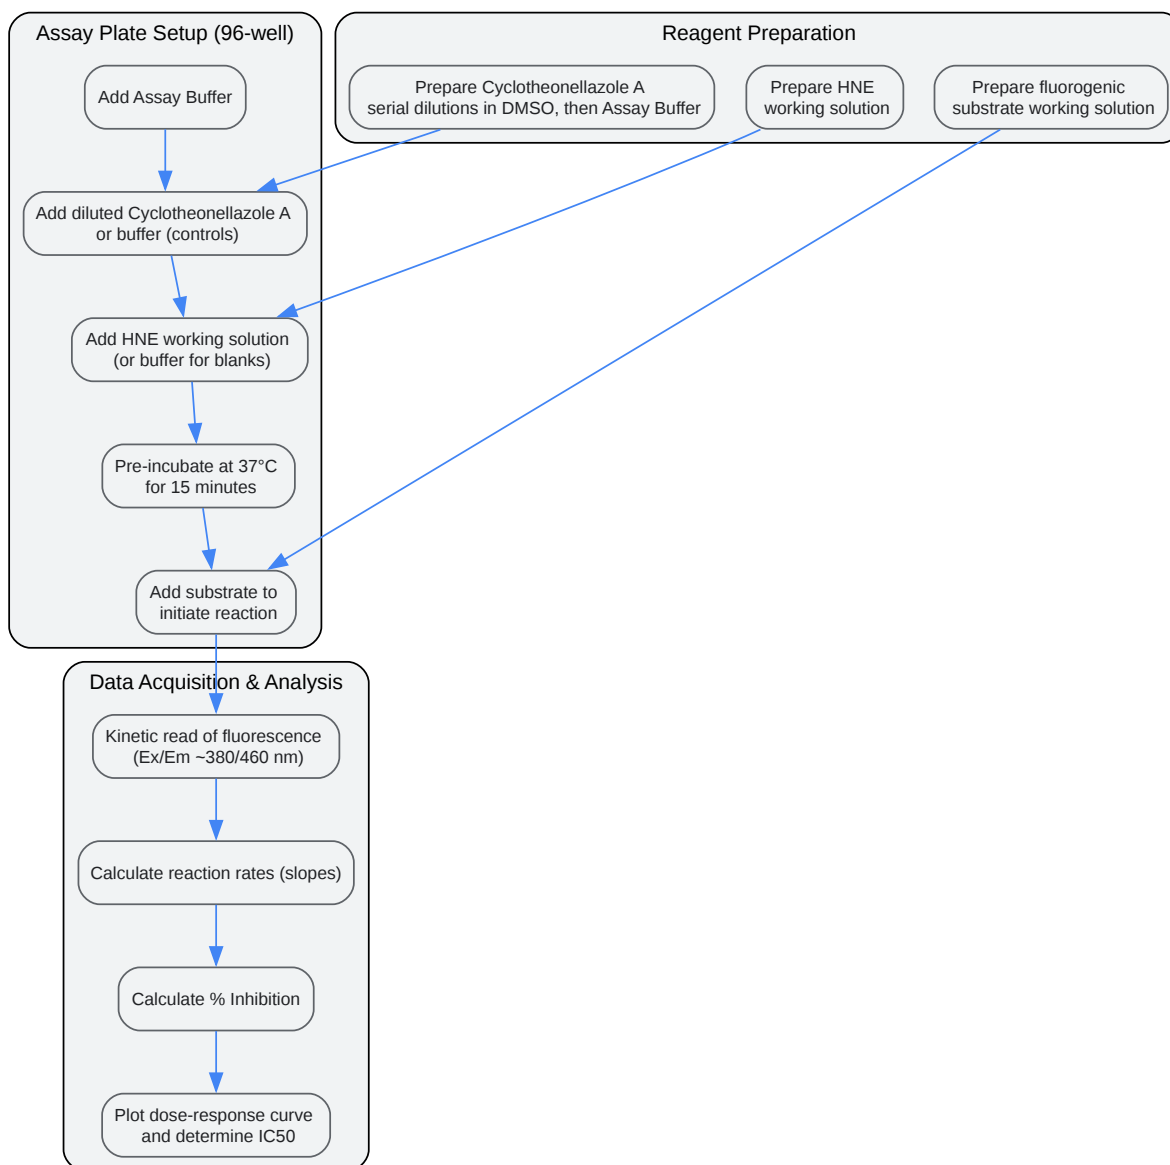 Assay Plate Setup (96-well)
Add Assay Buffer
Add diluted Cyclotheonellazole A
or buffer (controls)
Add HNE working solution
(or buffer for blanks)
Pre-incubate at 37°C
for 15 minutes
Add substrate to
initiate reaction
Reagent Preparation
Prepare Cyclotheonellazole A
serial dilutions in DMSO, then Assay Buffer
Prepare HNE
working solution
Prepare fluorogenic
substrate working solution
Data Acquisition & Analysis
Kinetic read of fluorescence
(Ex/Em ~380/460 nm)
Calculate reaction rates (slopes)
Calculate % Inhibition
Plot dose-response curve
and determine IC50